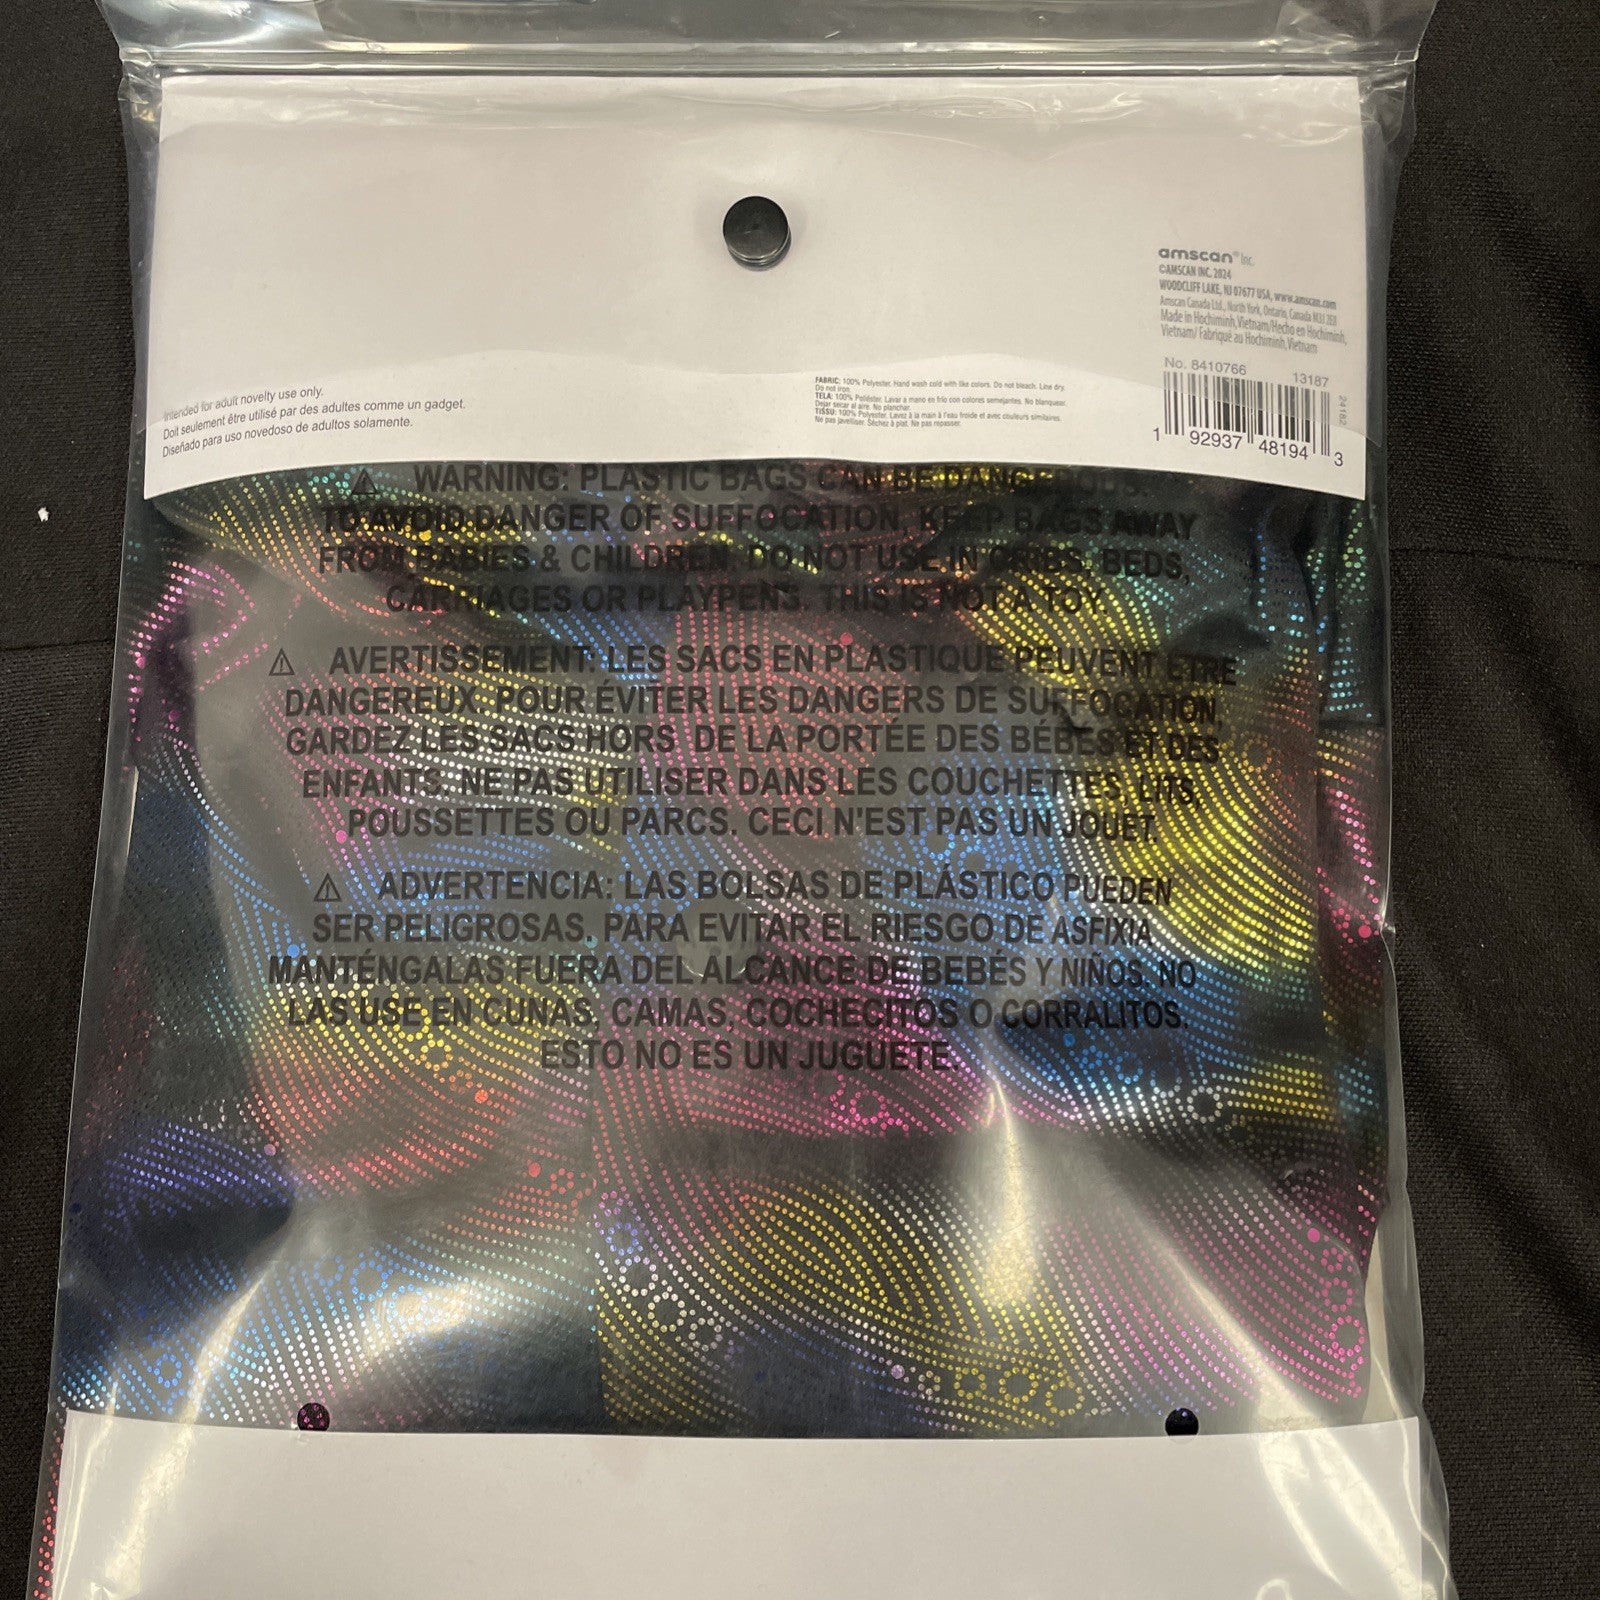 amscan® Inc.
©AMSCAN INC. 2024
WOODCLIFF LAKE, NJ 07677 USA, www.amscan.com
Amscan Canada Ltd., North York, Ontario, Canada M3J 2E8
Made in Hochiminh, Vietnam/Hecho en Hochiminh,
Vietnam/ Fabriqué au Hochiminh, Vietnam
No. 8410766
13187
24182
1 92937 48194 3
Intended for adult novelty use only.
Doit seulement être utilisé par des adultes comme un gadget.
Diseñado para uso novedoso de adultos solamente.
FABRIC: 100% Polyester. Hand wash cold with like colors. Do not bleach. Line dry.
Do not iron.
TELA: 100% Poliéster. Lavar a mano en frío con colores semejantes. No blanquear.
Dejar secar al aire. No planchar.
TISSU: 100% Polyester. Lavez à la main à l'eau froide et avec couleurs similaires.
Ne pas javelliser. Séchez à plat. Ne pas repasser.
⚠ WARNING: PLASTIC BAGS CAN BE DANGEROUS.
TO AVOID DANGER OF SUFFOCATION, KEEP BAGS AWAY
FROM BABIES & CHILDREN. DO NOT USE IN CRIBS, BEDS,
CARRIAGES OR PLAYPENS. THIS IS NOT A TOY.
⚠ AVERTISSEMENT: LES SACS EN PLASTIQUE PEUVENT ÊTRE
DANGEREUX. POUR ÉVITER LES DANGERS DE SUFFOCATION,
GARDEZ LES SACS HORS DE LA PORTÉE DES BÉBÉS ET DES
ENFANTS. NE PAS UTILISER DANS LES COUCHETTES, LITS,
POUSSETTES OU PARCS. CECI N'EST PAS UN JOUET.
⚠ ADVERTENCIA: LAS BOLSAS DE PLÁSTICO PUEDEN
SER PELIGROSAS. PARA EVITAR EL RIESGO DE ASFIXIA
MANTÉNGALAS FUERA DEL ALCANCE DE BEBÉS Y NIÑOS. NO
LAS USE EN CUNAS, CAMAS, COCHECITOS O CORRALITOS.
ESTO NO ES UN JUGUETE.